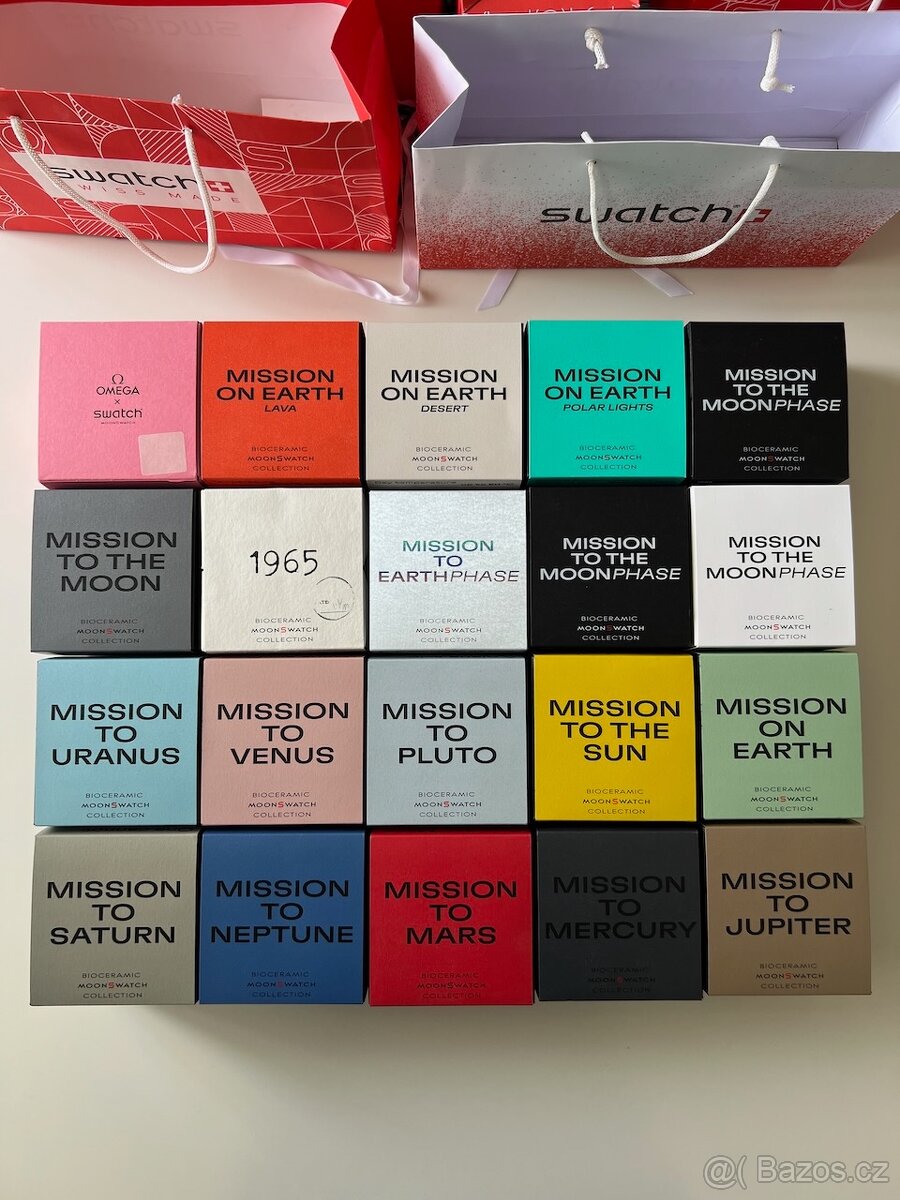 swatch
SWISS MADE
swatch
Ω
OMEGA
×
swatch
MOONSWATCH
MISSION
ON EARTH
LAVA
BIOCERAMIC
MOONSWATCH
COLLECTION
MISSION
ON EARTH
DESERT
BIOCERAMIC
MOONSWATCH
COLLECTION
MISSION
ON EARTH
POLAR LIGHTS
BIOCERAMIC
MOONSWATCH
COLLECTION
MISSION
TO THE
MOONPHASE
BIOCERAMIC
MOONSWATCH
COLLECTION
MISSION
TO THE
MOON
BIOCERAMIC
MOONSWATCH
COLLECTION
1965
BIOCERAMIC
MOONSWATCH
COLLECTION
MISSION
TO
EARTHPHASE
BIOCERAMIC
MOONSWATCH
COLLECTION
MISSION
TO THE
MOONPHASE
BIOCERAMIC
MOONSWATCH
COLLECTION
MISSION
TO THE
MOONPHASE
BIOCERAMIC
MOONSWATCH
COLLECTION
MISSION
TO
URANUS
BIOCERAMIC
MOONSWATCH
COLLECTION
MISSION
TO
VENUS
BIOCERAMIC
MOONSWATCH
COLLECTION
MISSION
TO
PLUTO
BIOCERAMIC
MOONSWATCH
COLLECTION
MISSION
TO THE
SUN
BIOCERAMIC
MOONSWATCH
COLLECTION
MISSION
ON
EARTH
BIOCERAMIC
MOONSWATCH
COLLECTION
MISSION
TO
SATURN
BIOCERAMIC
MOONSWATCH
COLLECTION
MISSION
TO
NEPTUNE
BIOCERAMIC
MOONSWATCH
COLLECTION
MISSION
TO
MARS
BIOCERAMIC
MOONSWATCH
COLLECTION
MISSION
TO
MERCURY
BIOCERAMIC
MOONSWATCH
COLLECTION
MISSION
TO
JUPITER
BIOCERAMIC
MOONSWATCH
COLLECTION
@( Bazos.cz